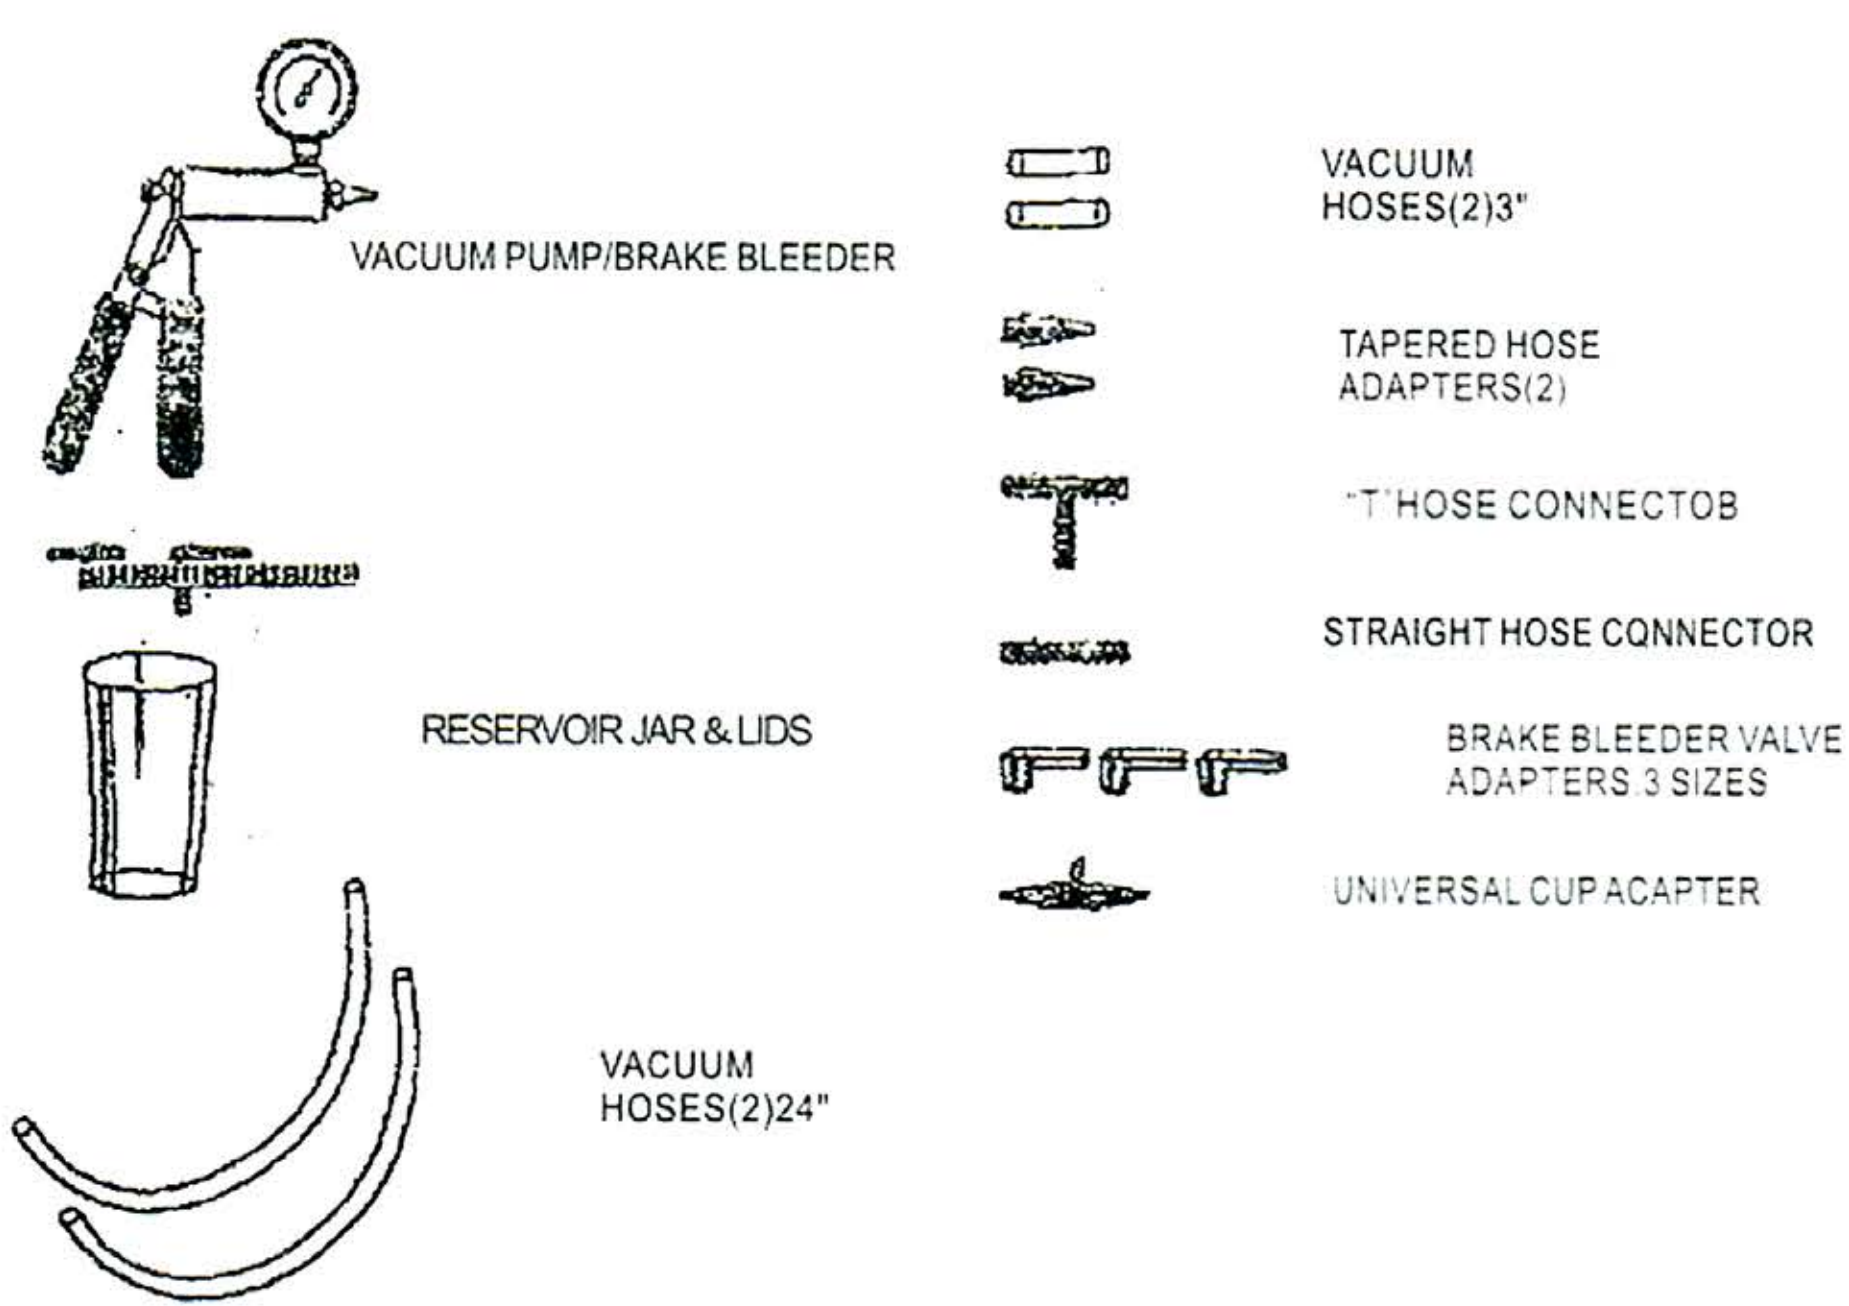 VACUUM PUMP/BRAKE BLEEDER
RESERVOIR JAR & LIDS
VACUUM
HOSES(2)24"
VACUUM
HOSES(2)3"
TAPERED HOSE
ADAPTERS(2)
"T'HOSE CONNECTOB
STRAIGHT HOSE CQNNECTOR
BRAKE BLEEDER VALVE
ADAPTERS.3 SIZES
UNIVERSAL CUP ACAPTER